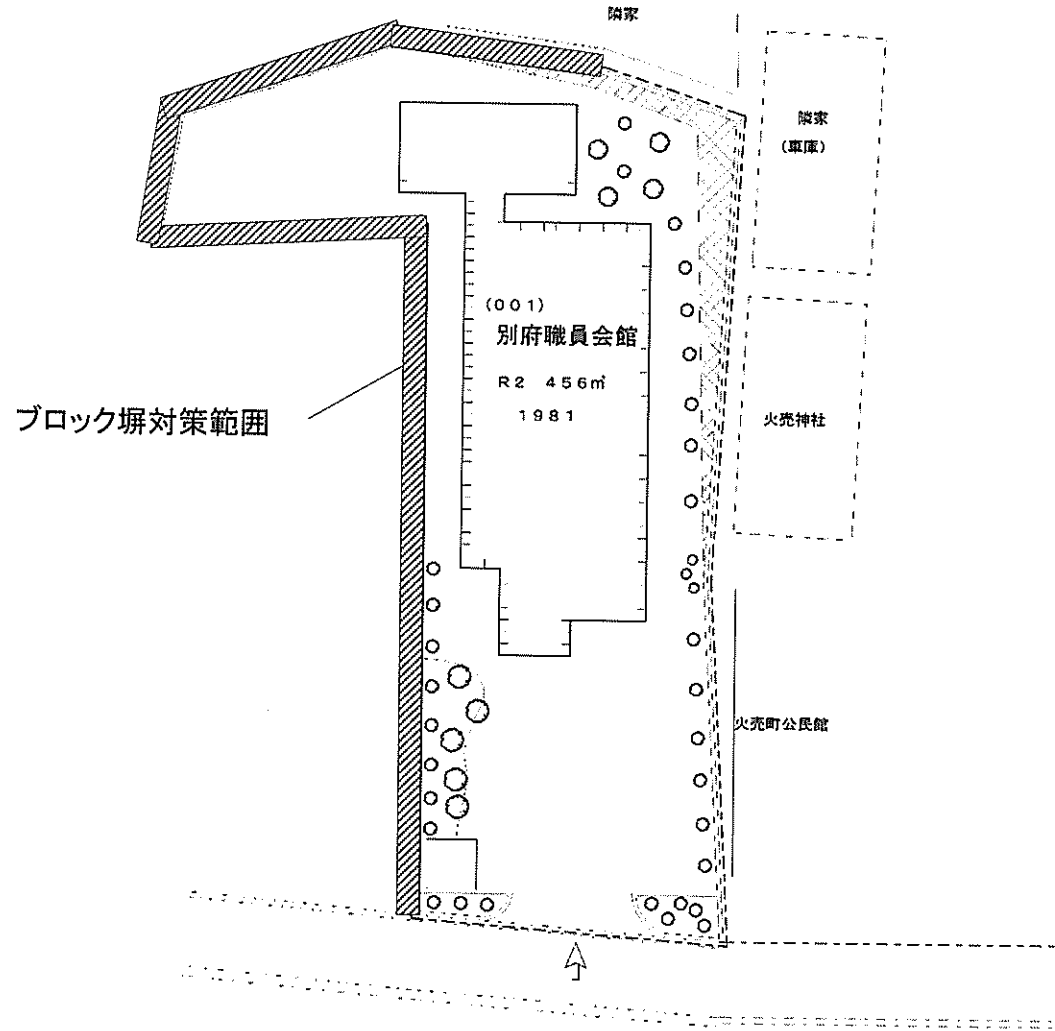 隣家
隣家
(車庫)
(001)
別府職員会館
R2 456㎡
1981
ブロック塀対策範囲
火売神社
火売町公民館